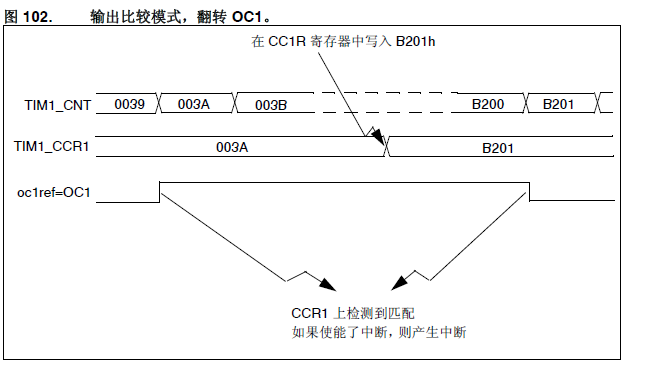 图 102. 输出比较模式，翻转 OC1。
在 CC1R 寄存器中写入 B201h
TIM1_CNT 0039 003A 003B B200 B201
TIM1_CCR1 003A B201
oc1ref=OC1
CCR1 上检测到匹配
如果使能了中断，则产生中断